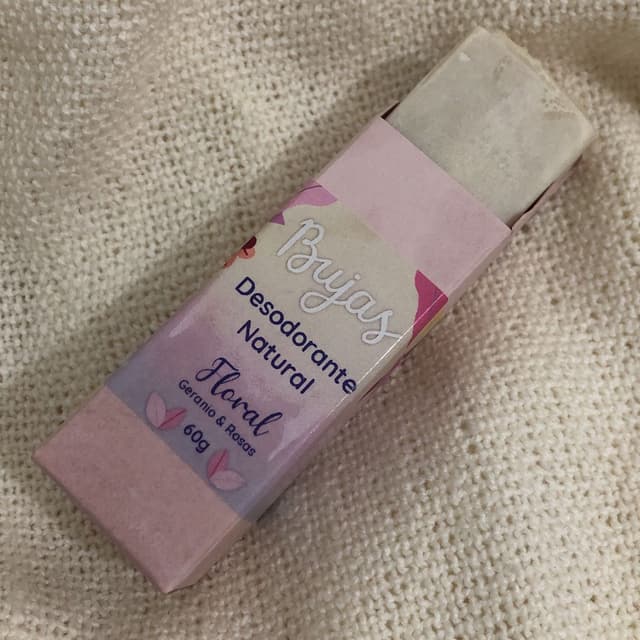 Bujas
Desodorante
Natural
Floral
Geranio & Rosas
60g